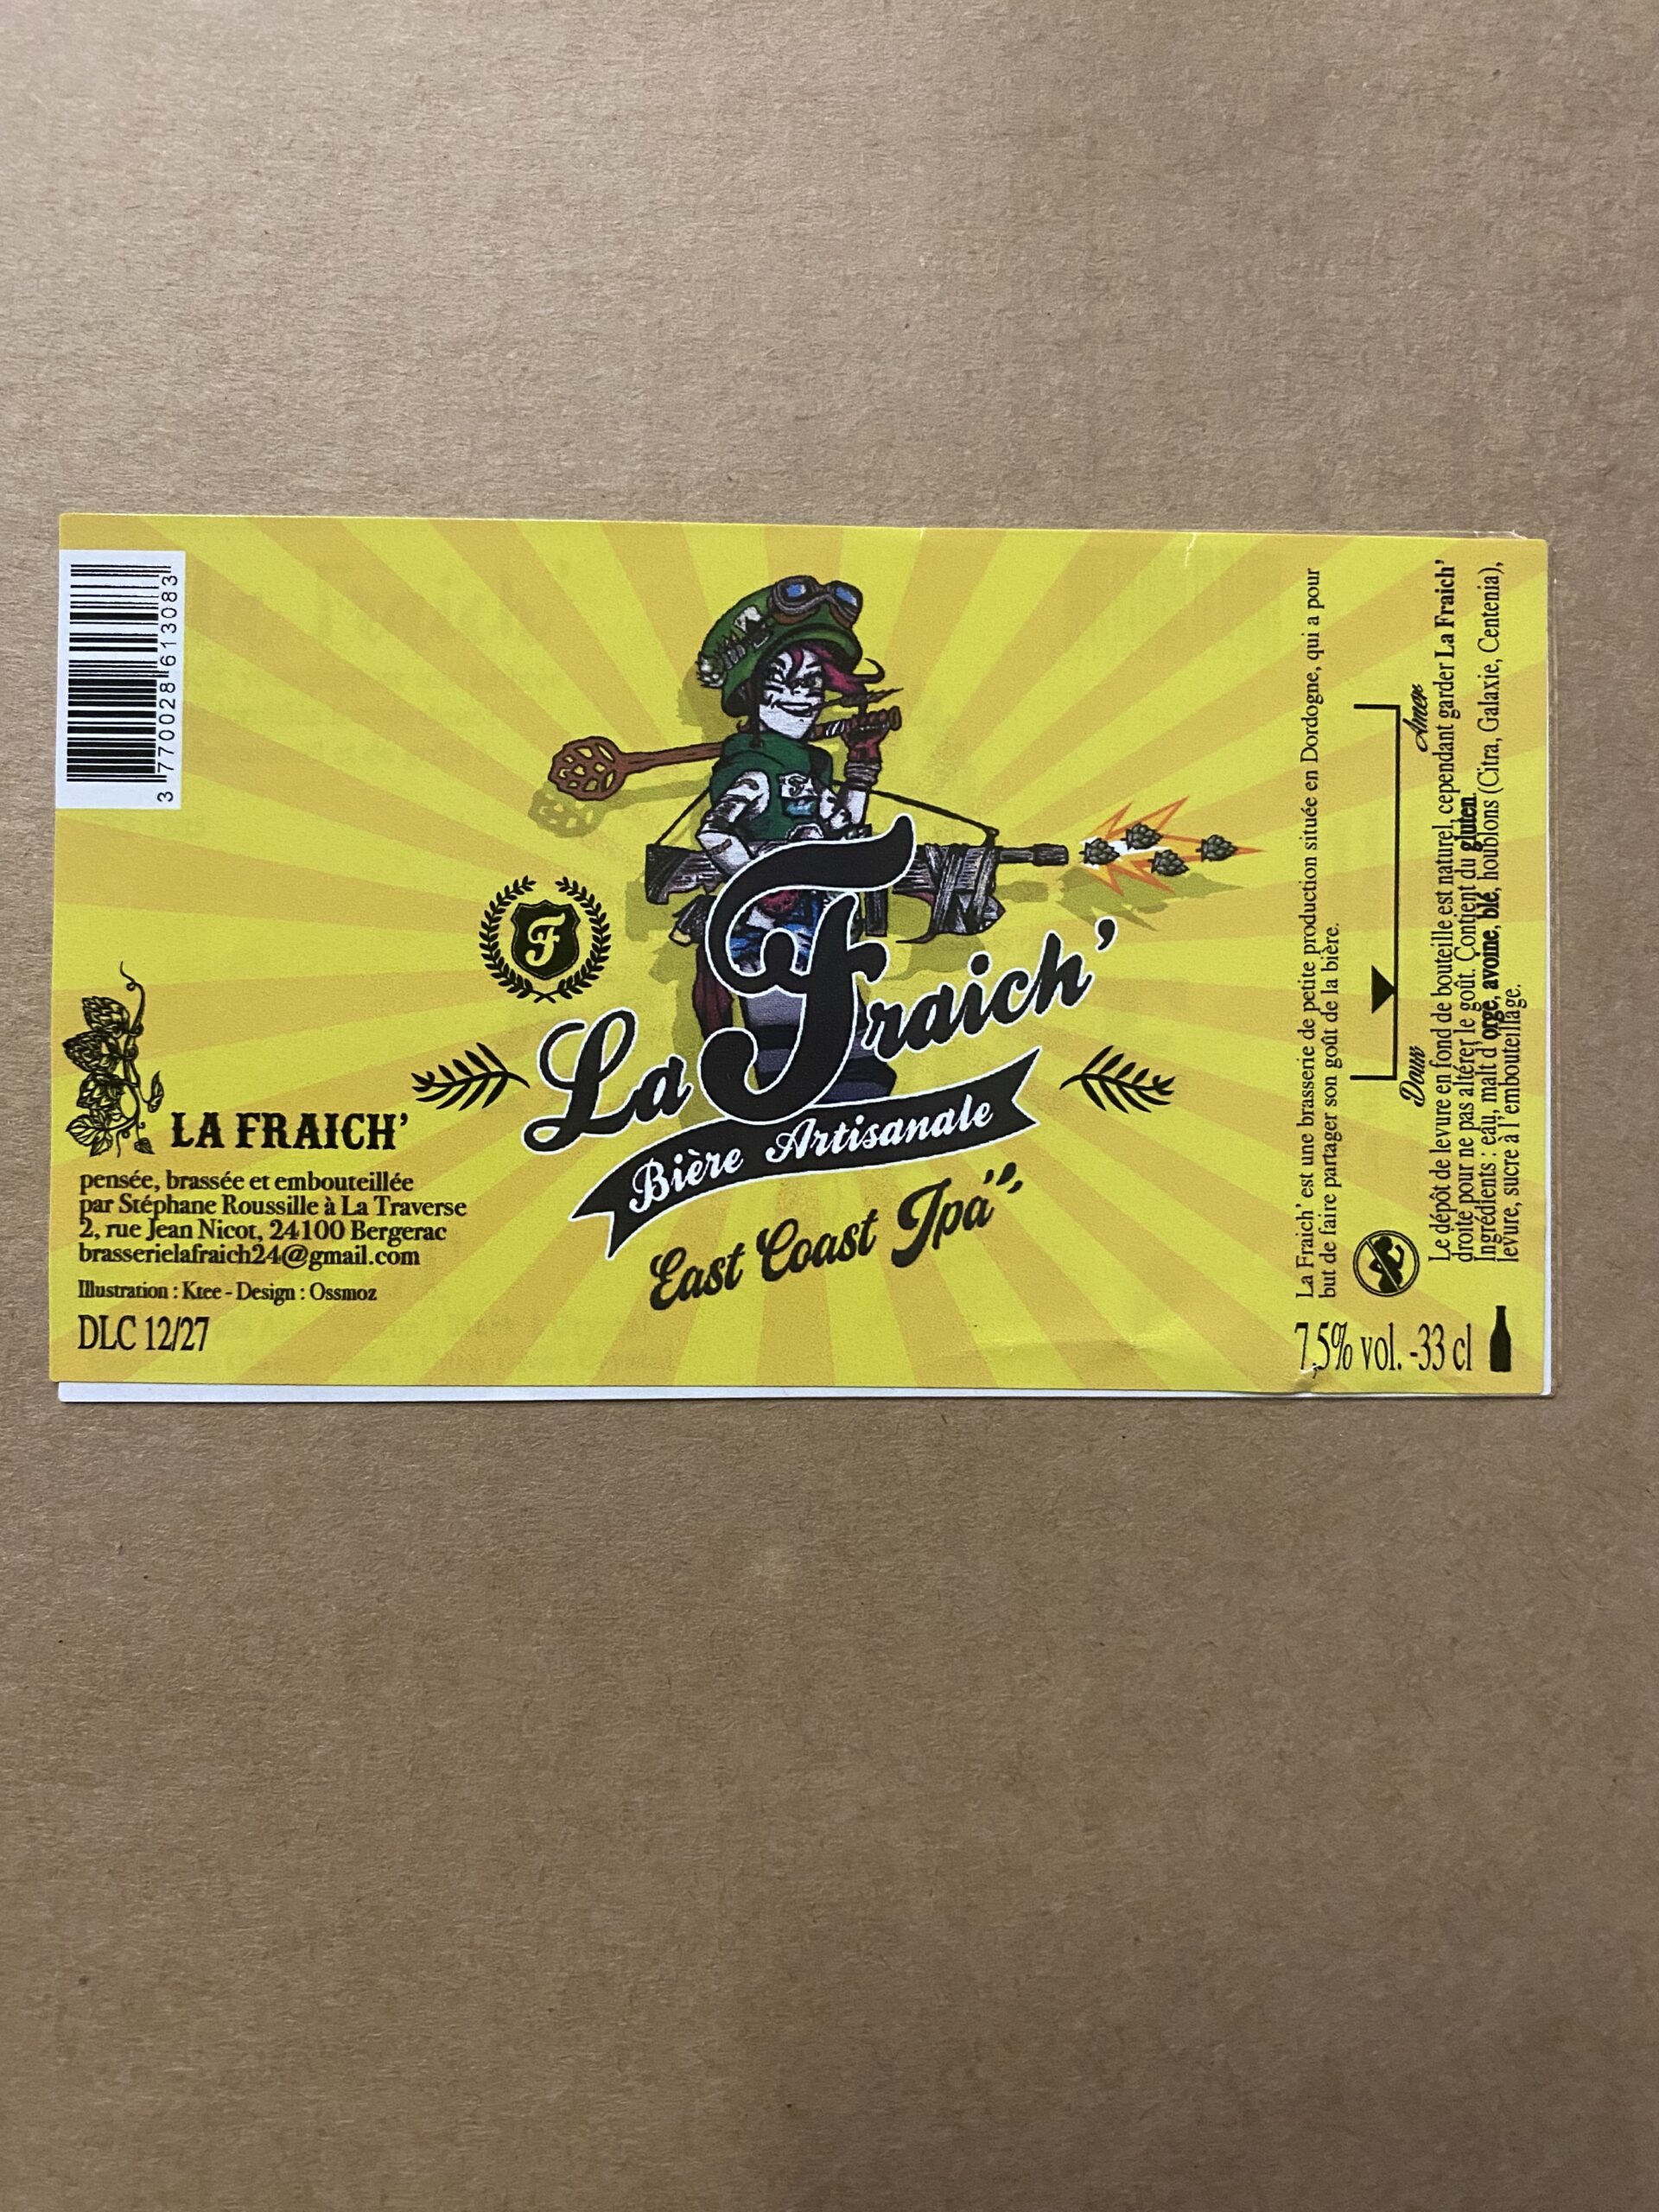 3 770028 613083
LA FRAICH'
pensée, brassée et embouteillée
par Stéphane Roussille à La Traverse
2, rue Jean Nicot, 24100 Bergerac
brasserielafraich24@gmail.com
Illustration : Ktee - Design : Ossmoz
DLC 12/27
F
La Fraich'
Bière Artisanale
East Coast Ipa
La Fraich' est une brasserie de petite production située en Dordogne, qui a pour
but de faire partager son goût de la bière.
Doux Amer
Le dépôt de levure en fond de bouteille est naturel, cependant garder La Fraich'
droite pour ne pas altérer le goût. Contient du gluten.
Ingrédients : eau, malt d'orge, avoine, blé, houblons (Citra, Galaxie, Centenia),
levure, sucre à l'embouteillage.
7,5% vol. -33 cl